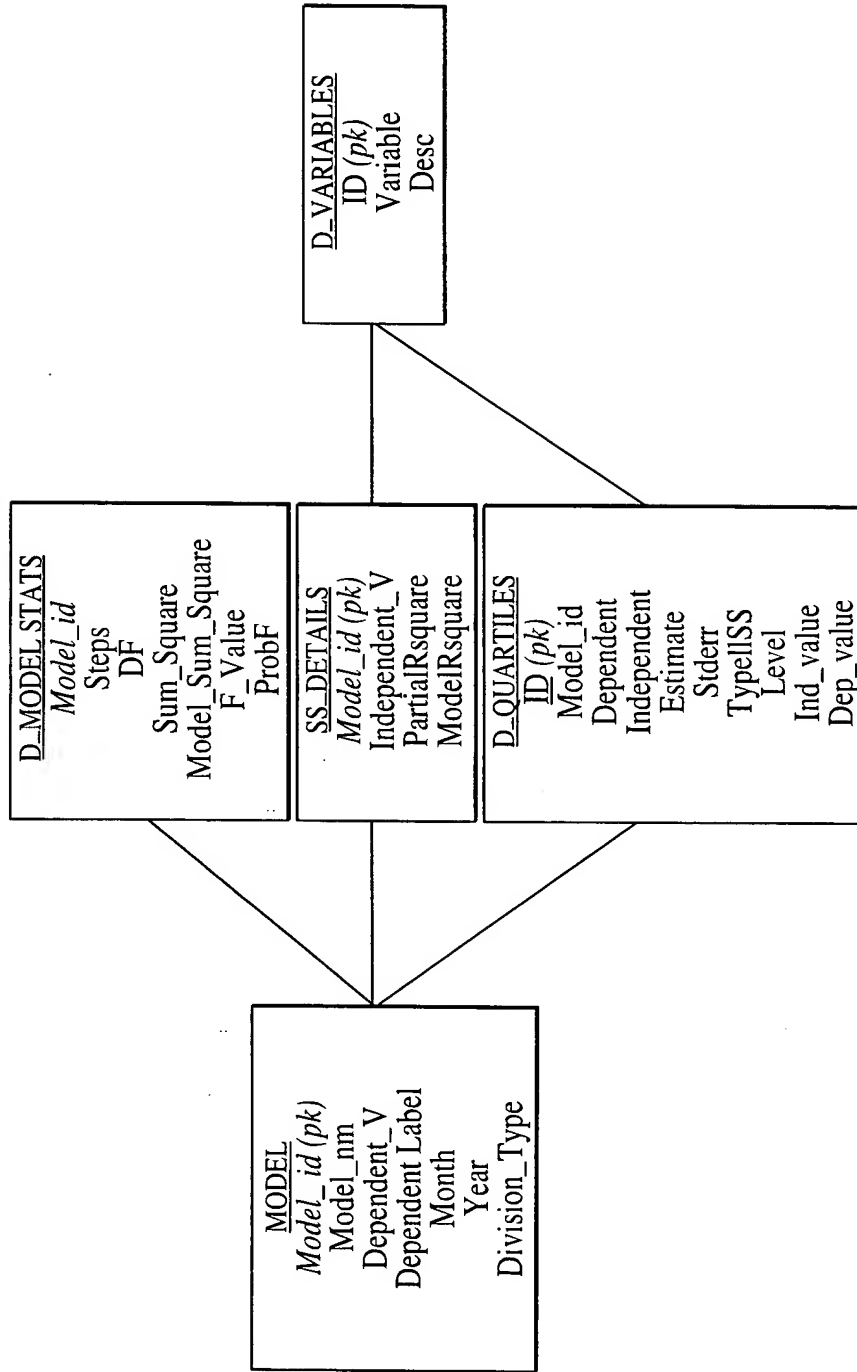 MODEL
Model_id (pk)
Model_nm
Dependent_V
Dependent Label
Month
Year
Division_Type
D_MODEL STATS
Model_id
Steps
DF
Sum_Square
Model_Sum_Square
F_Value
ProbF
SS_DETAILS
Model_id (pk)
Independent_V
PartialRsquare
ModelRsquare
D_QUARTILES
ID (pk)
Model_id
Dependent
Independent
Estimate
Stderr
TypeIISS
Level
Ind_value
Dep_value
D_VARIABLES
ID (pk)
Variable
Desc